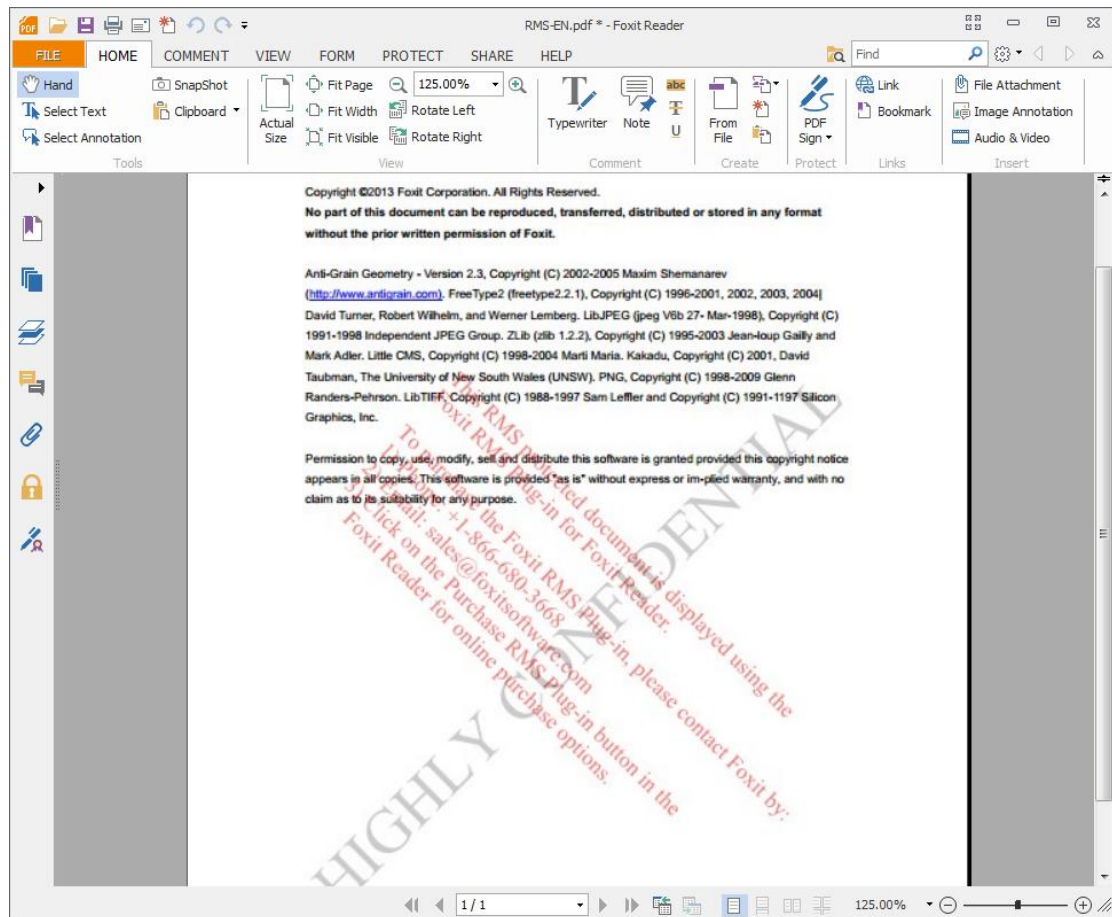 PDF
RMS-EN.pdf * - Foxit Reader
FILE HOME COMMENT VIEW FORM PROTECT SHARE HELP
Find
Hand
Select Text
Select Annotation
SnapShot
Clipboard
Tools
Actual
Size
Fit Page
Fit Width
Fit Visible
125.00%
Rotate Left
Rotate Right
View
Typewriter
Note
abc
T
U
Comment
From
File
Create
PDF
Sign
Protect
Link
Bookmark
Links
File Attachment
Image Annotation
Audio & Video
Insert
Copyright ©2013 Foxit Corporation. All Rights Reserved.
No part of this document can be reproduced, transferred, distributed or stored in any format
without the prior written permission of Foxit.
Anti-Grain Geometry - Version 2.3, Copyright (C) 2002-2005 Maxim Shemanarev
(http://www.antigrain.com). FreeType2 (freetype2.2.1), Copyright (C) 1996-2001, 2002, 2003, 2004|
David Turner, Robert Wilhelm, and Werner Lemberg. LibJPEG (jpeg V6b 27- Mar-1998), Copyright (C)
1991-1998 Independent JPEG Group. ZLib (zlib 1.2.2), Copyright (C) 1995-2003 Jean-loup Gailly and
Mark Adler. Little CMS, Copyright (C) 1998-2004 Marti Maria. Kakadu, Copyright (C) 2001, David
Taubman, The University of New South Wales (UNSW). PNG, Copyright (C) 1998-2009 Glenn
Randers-Pehrson. LibTIFF, Copyright (C) 1988-1997 Sam Leffler and Copyright (C) 1991-1197 Silicon
Graphics, Inc.
Permission to copy, use, modify, sell and distribute this software is granted provided this copyright notice
appears in all copies. This software is provided "as is" without express or im-plied warranty, and with no
claim as to its suitability for any purpose.
This RMS protected document is displayed using the
Foxit RMS Plug-in for Foxit Reader.
To purchase the Foxit RMS Plug-in, please contact Foxit by:
1) Phone: +1-866-680-3668
2) Email: sales@foxitsoftware.com
3) Click on the Purchase RMS Plug-in button in the
Foxit Reader for online purchase options.
HIGHLY CONFIDENTIAL
1 / 1
125.00%